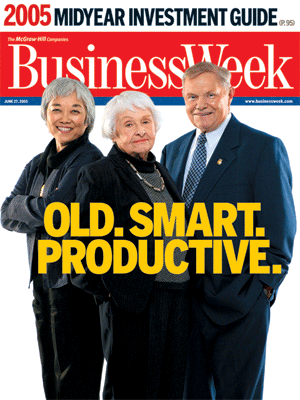 2005 MIDYEAR INVESTMENT GUIDE (P. 95)
The McGraw-Hill Companies
BusinessWeek
JUNE 27, 2005
www.businessweek.com
OLD. SMART.
PRODUCTIVE.